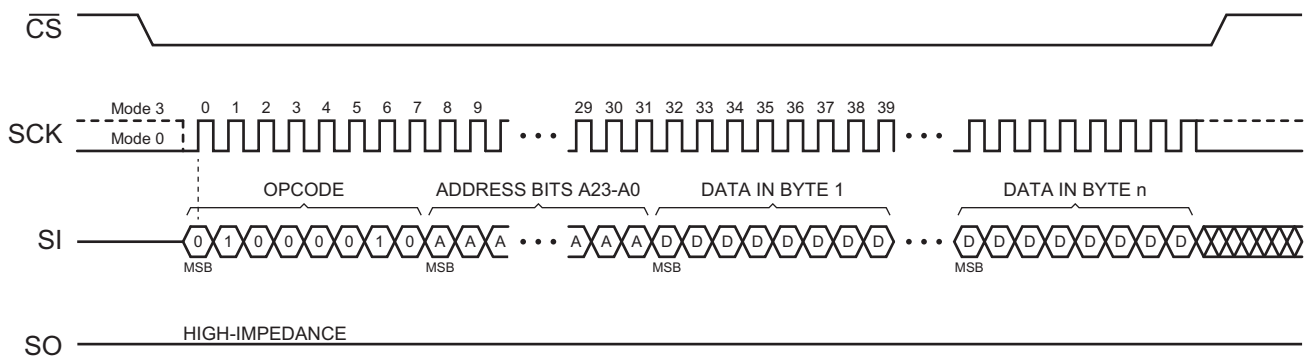 CS
Mode 3 0 1 2 3 4 5 6 7 8 9 29 30 31 32 33 34 35 36 37 38 39
SCK Mode 0 • • • • • •
OPCODE ADDRESS BITS A23-A0 DATA IN BYTE 1 DATA IN BYTE n
SI 0 1 0 0 0 0 1 0 A A A • • • A A A D D D D D D D D • • • D D D D D D D D
MSB MSB MSB MSB
HIGH-IMPEDANCE
SO